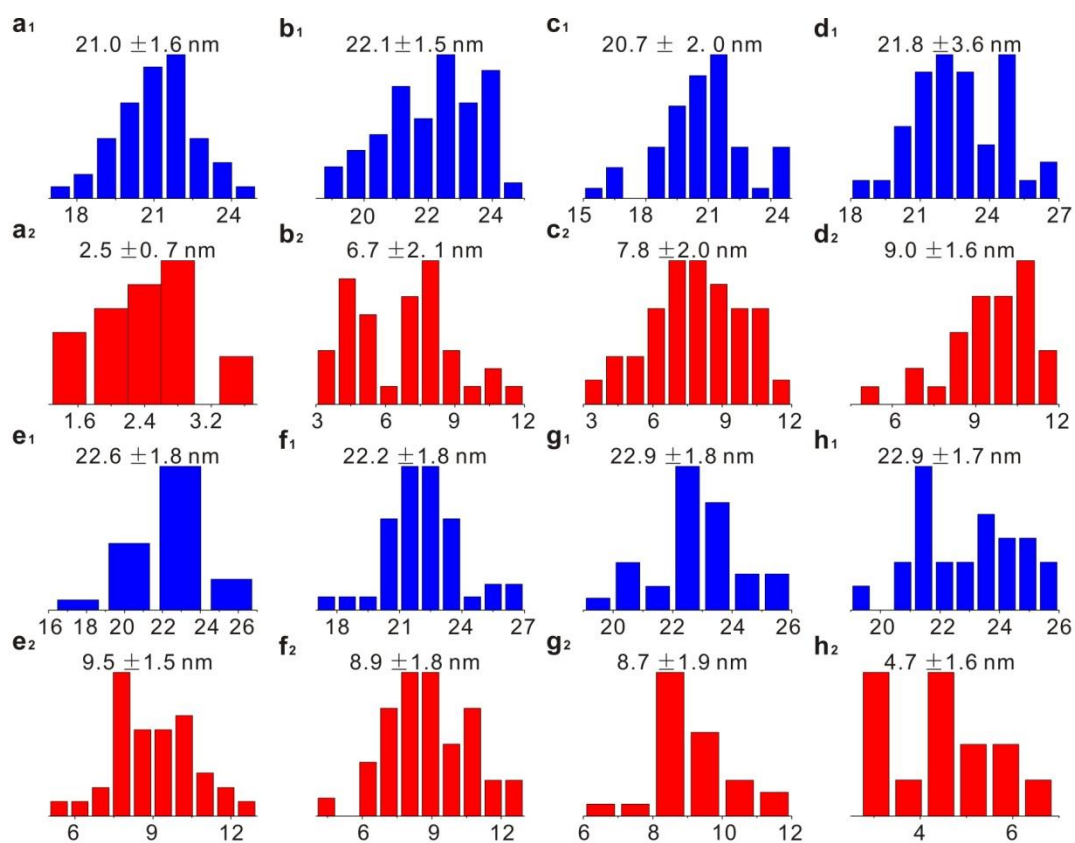 a1 b1 c1 d1
21.0 ±1.6 nm 22.1±1.5 nm 20.7 ± 2. 0 nm 21.8 ±3.6 nm
18 21 24 20 22 24 15 18 21 24 18 21 24 27
a2 b2 c2 d2
2.5 ±0. 7 nm 6.7 ±2. 1 nm 7.8 ±2.0 nm 9.0 ±1.6 nm
1.6 2.4 3.2 3 6 9 12 3 6 9 12 6 9 12
e1 f1 g1 h1
22.6 ±1.8 nm 22.2 ±1.8 nm 22.9 ±1.8 nm 22.9 ±1.7 nm
16 18 20 22 24 26 18 21 24 27 20 22 24 26 20 22 24 26
e2 f2 g2 h2
9.5 ±1.5 nm 8.9 ±1.8 nm 8.7 ±1.9 nm 4.7 ±1.6 nm
6 9 12 6 9 12 6 8 10 12 4 6